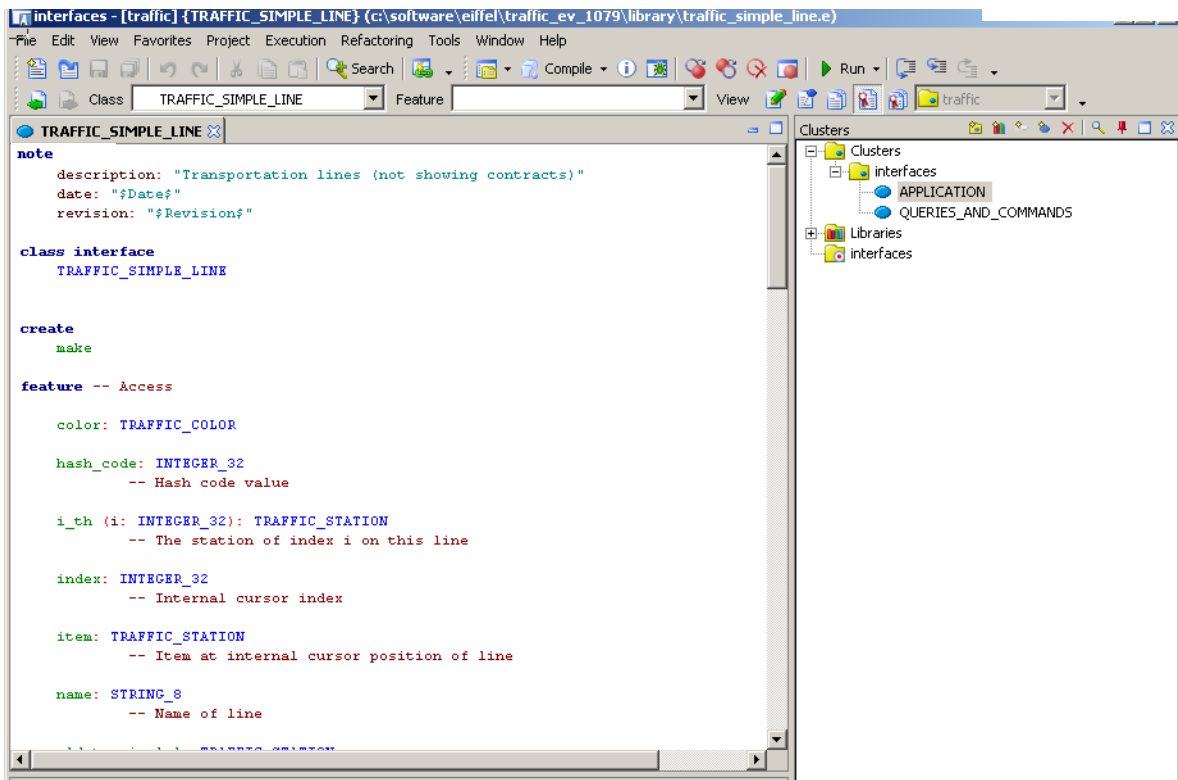 interfaces - [traffic] {TRAFFIC_SIMPLE_LINE} (c:\software\eiffel\traffic_ev_1079\library\traffic_simple_line.e)
File Edit View Favorites Project Execution Refactoring Tools Window Help
Search Compile Run
Class TRAFFIC_SIMPLE_LINE Feature View traffic
TRAFFIC_SIMPLE_LINE
note
description: "Transportation lines (not showing contracts)"
date: "$Date$"
revision: "$Revision$"
class interface
TRAFFIC_SIMPLE_LINE
create
make
feature -- Access
color: TRAFFIC_COLOR
hash_code: INTEGER_32
-- Hash code value
i_th (i: INTEGER_32): TRAFFIC_STATION
-- The station of index i on this line
index: INTEGER_32
-- Internal cursor index
item: TRAFFIC_STATION
-- Item at internal cursor position of line
name: STRING_8
-- Name of line
Clusters
Clusters
interfaces
APPLICATION
QUERIES_AND_COMMANDS
Libraries
interfaces